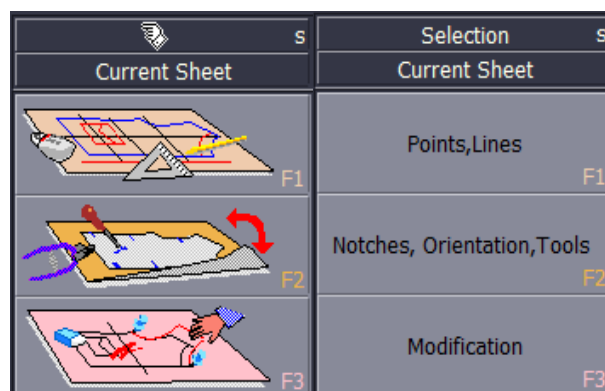 s
Current Sheet
F1
F2
F3
Selection s
Current Sheet
Points,Lines
F1
Notches, Orientation,Tools
F2
Modification
F3